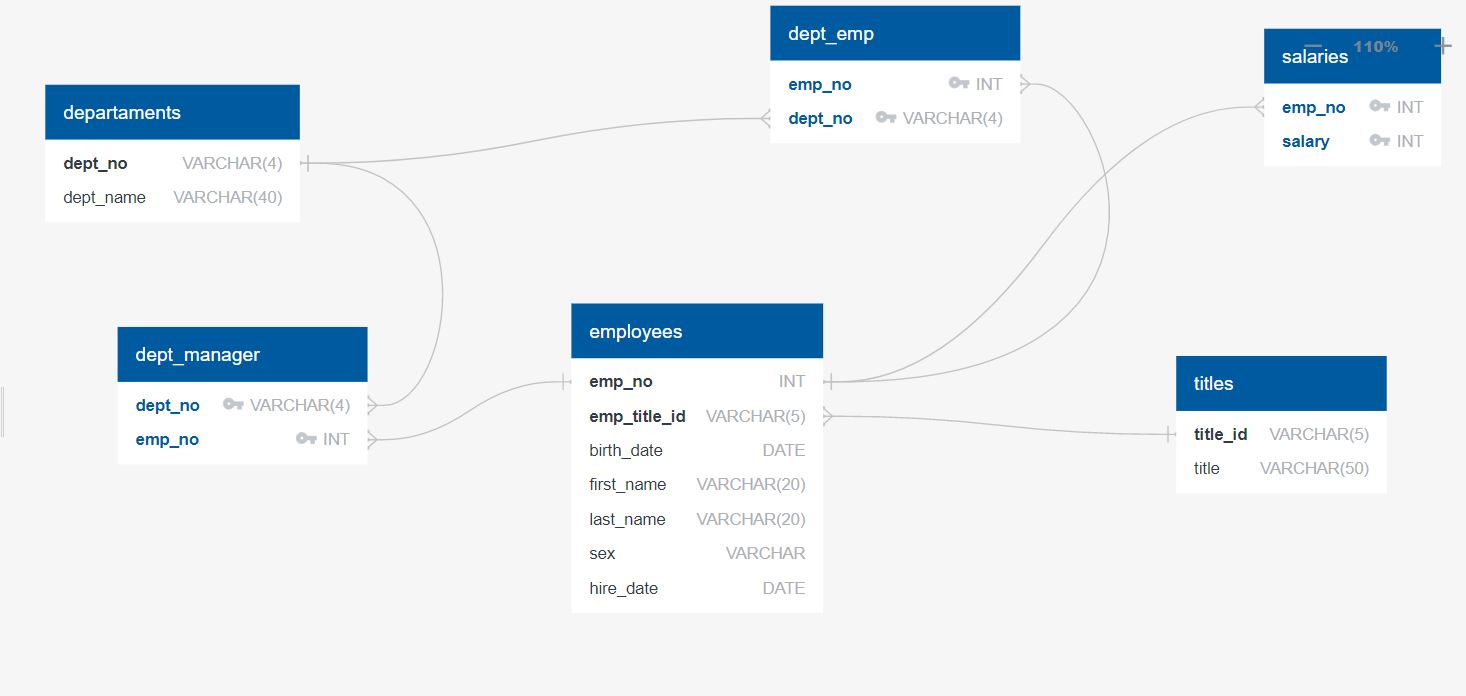 departaments
dept_no VARCHAR(4)
dept_name VARCHAR(40)
dept_emp
emp_no INT
dept_no VARCHAR(4)
salaries
110%
emp_no INT
salary INT
dept_manager
dept_no VARCHAR(4)
emp_no INT
employees
emp_no INT
emp_title_id VARCHAR(5)
birth_date DATE
first_name VARCHAR(20)
last_name VARCHAR(20)
sex VARCHAR
hire_date DATE
titles
title_id VARCHAR(5)
title VARCHAR(50)